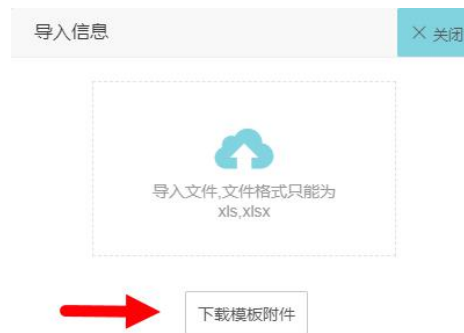 导入信息
× 关闭
导入文件,文件格式只能为
xls,xlsx
下载模板附件